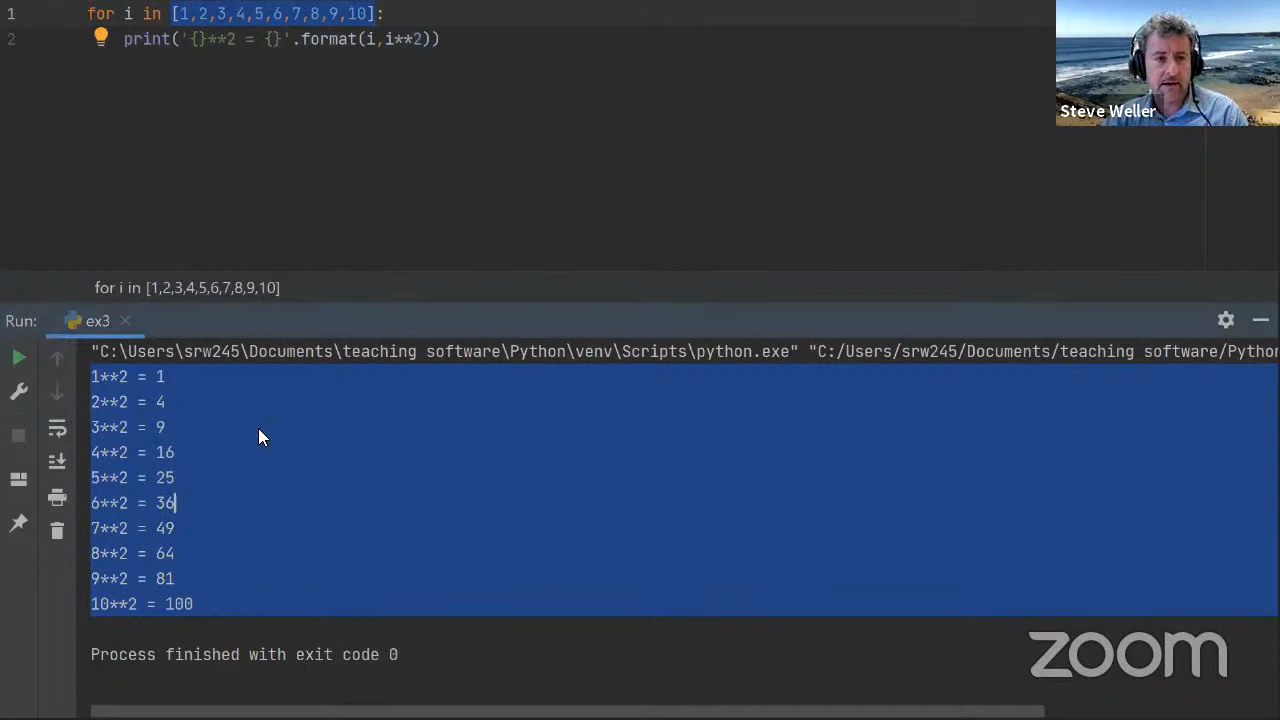 1 for i in [1,2,3,4,5,6,7,8,9,10]:
2 print('{}**2 = {}'.format(i,i**2))
Steve Weller
for i in [1,2,3,4,5,6,7,8,9,10]
Run: ex3
"C:\Users\srw245\Documents\teaching software\Python\venv\Scripts\python.exe" "C:/Users/srw245/Documents/teaching software/Python
1**2 = 1
2**2 = 4
3**2 = 9
4**2 = 16
5**2 = 25
6**2 = 36
7**2 = 49
8**2 = 64
9**2 = 81
10**2 = 100
Process finished with exit code 0
zoom